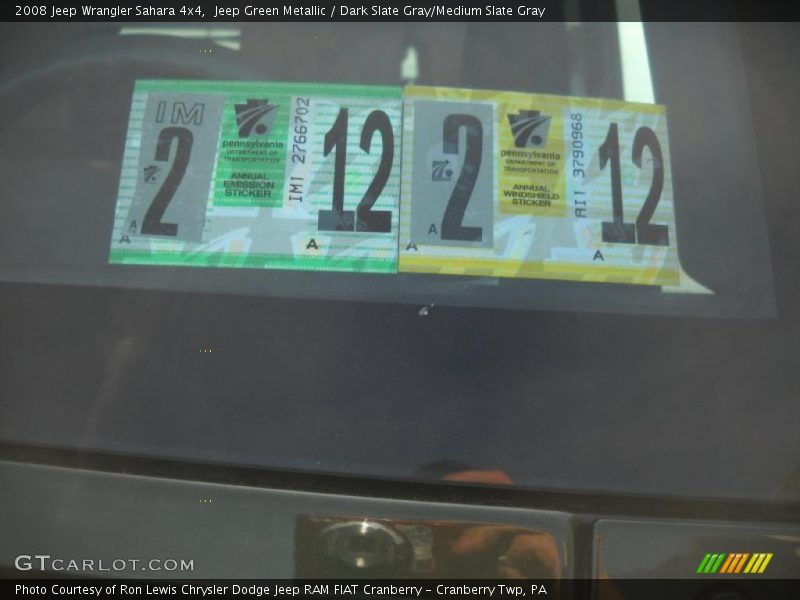 2008 Jeep Wrangler Sahara 4x4,  Jeep Green Metallic / Dark Slate Gray/Medium Slate Gray
IM
2
A
A
pennsylvania
DEPARTMENT OF
TRANSPORTATION
ANNUAL
EMISSION
STICKER
IM1 2766702
12
A
2
A
A
pennsylvania
DEPARTMENT OF
TRANSPORTATION
ANNUAL
WINDSHIELD
STICKER
AI1 3790968
12
A
GTCARLOT.COM
Photo Courtesy of Ron Lewis Chrysler Dodge Jeep RAM FIAT Cranberry – Cranberry Twp, PA